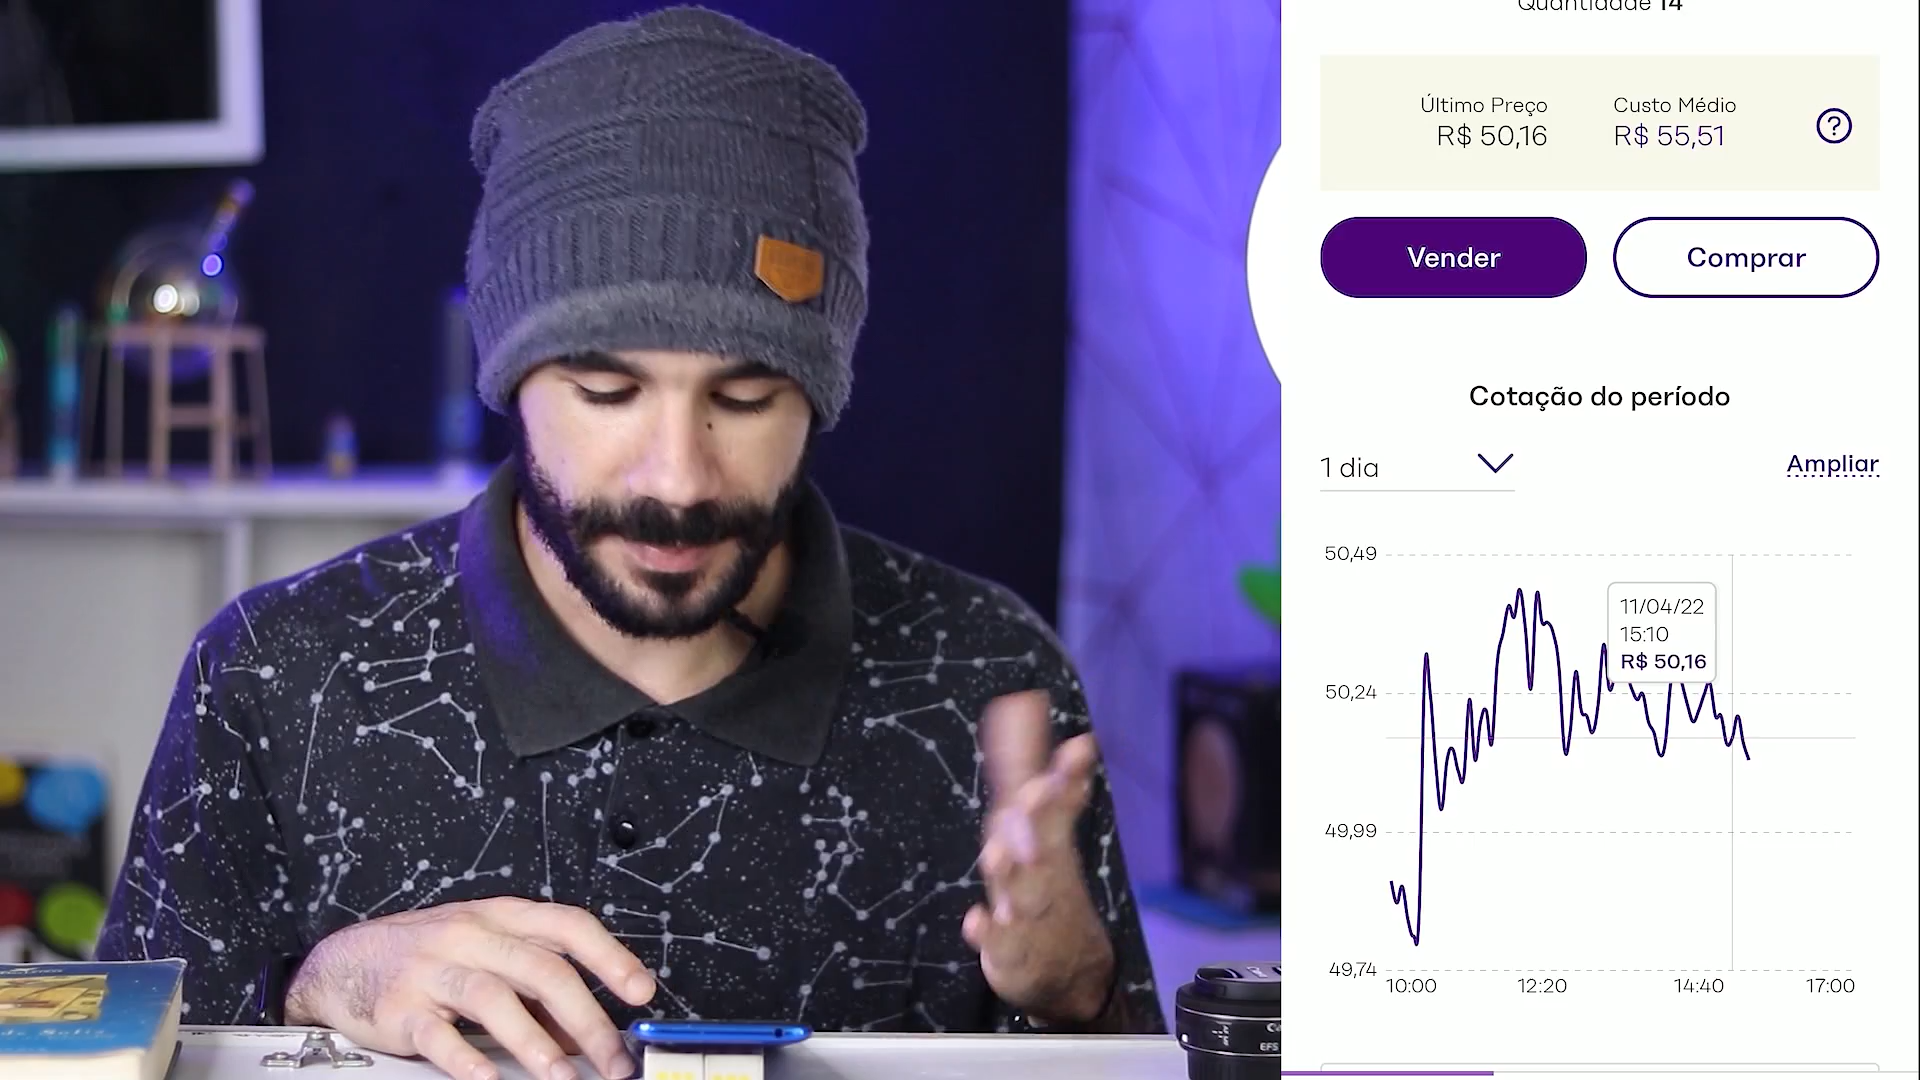 Quantidade 14
Último Preço
Custo Médio
R$ 50,16
R$ 55,51
?
Vender
Comprar
Cotação do período
1 dia
Ampliar
50,49
11/04/22
15:10
R$ 50,16
50,24
49,99
49,74
10:00
12:20
14:40
17:00
EFS